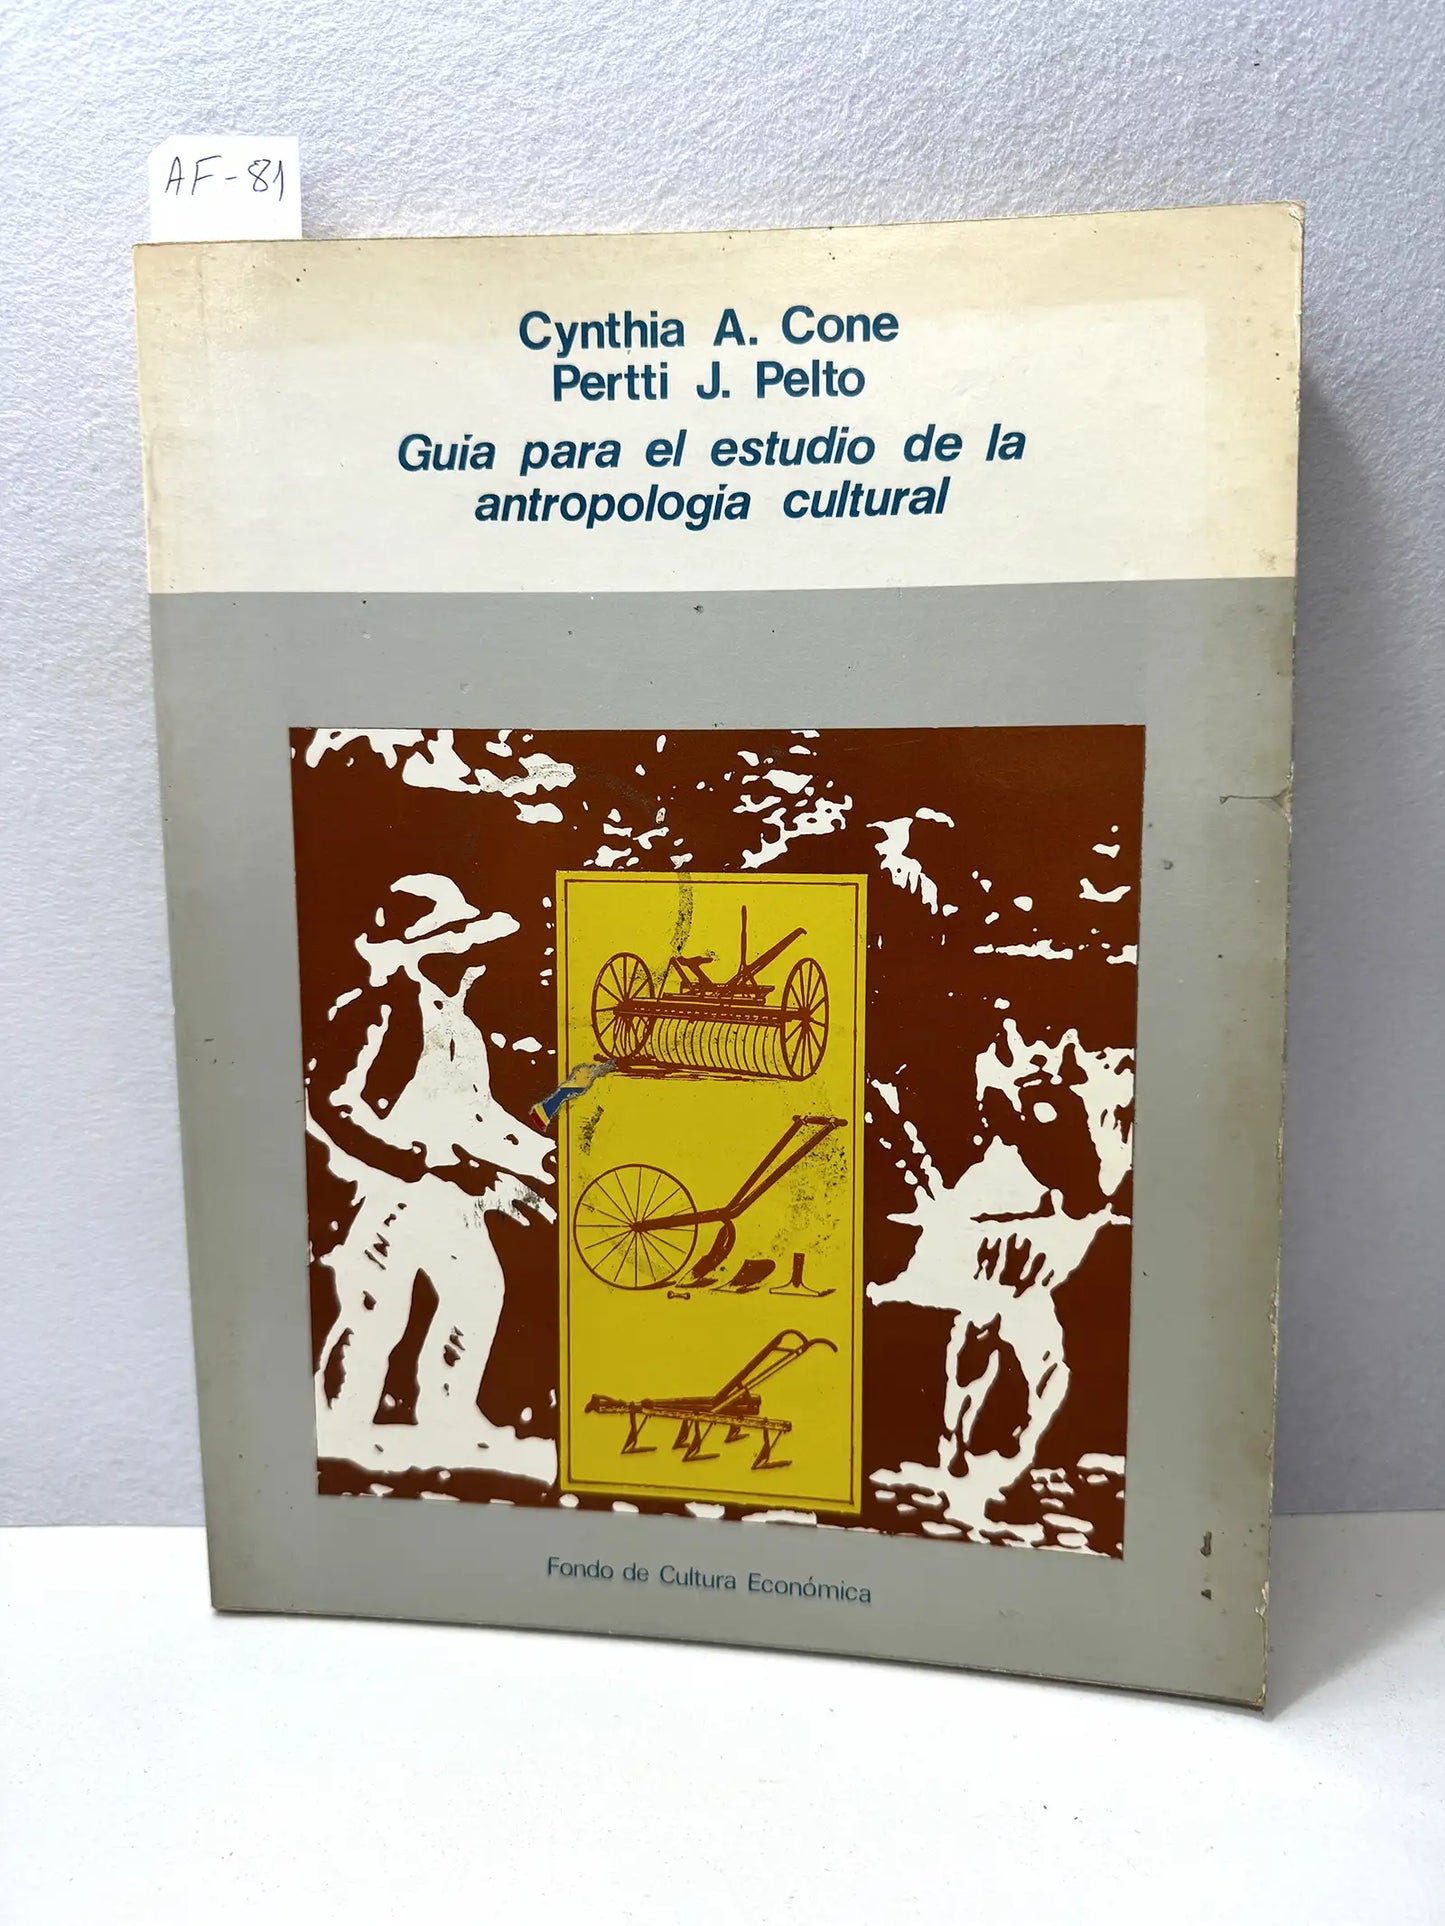 AF-81
Cynthia A. Cone
Pertti J. Pelto
Guia para el estudio de la
antropologia cultural
Fondo de Cultura Económica